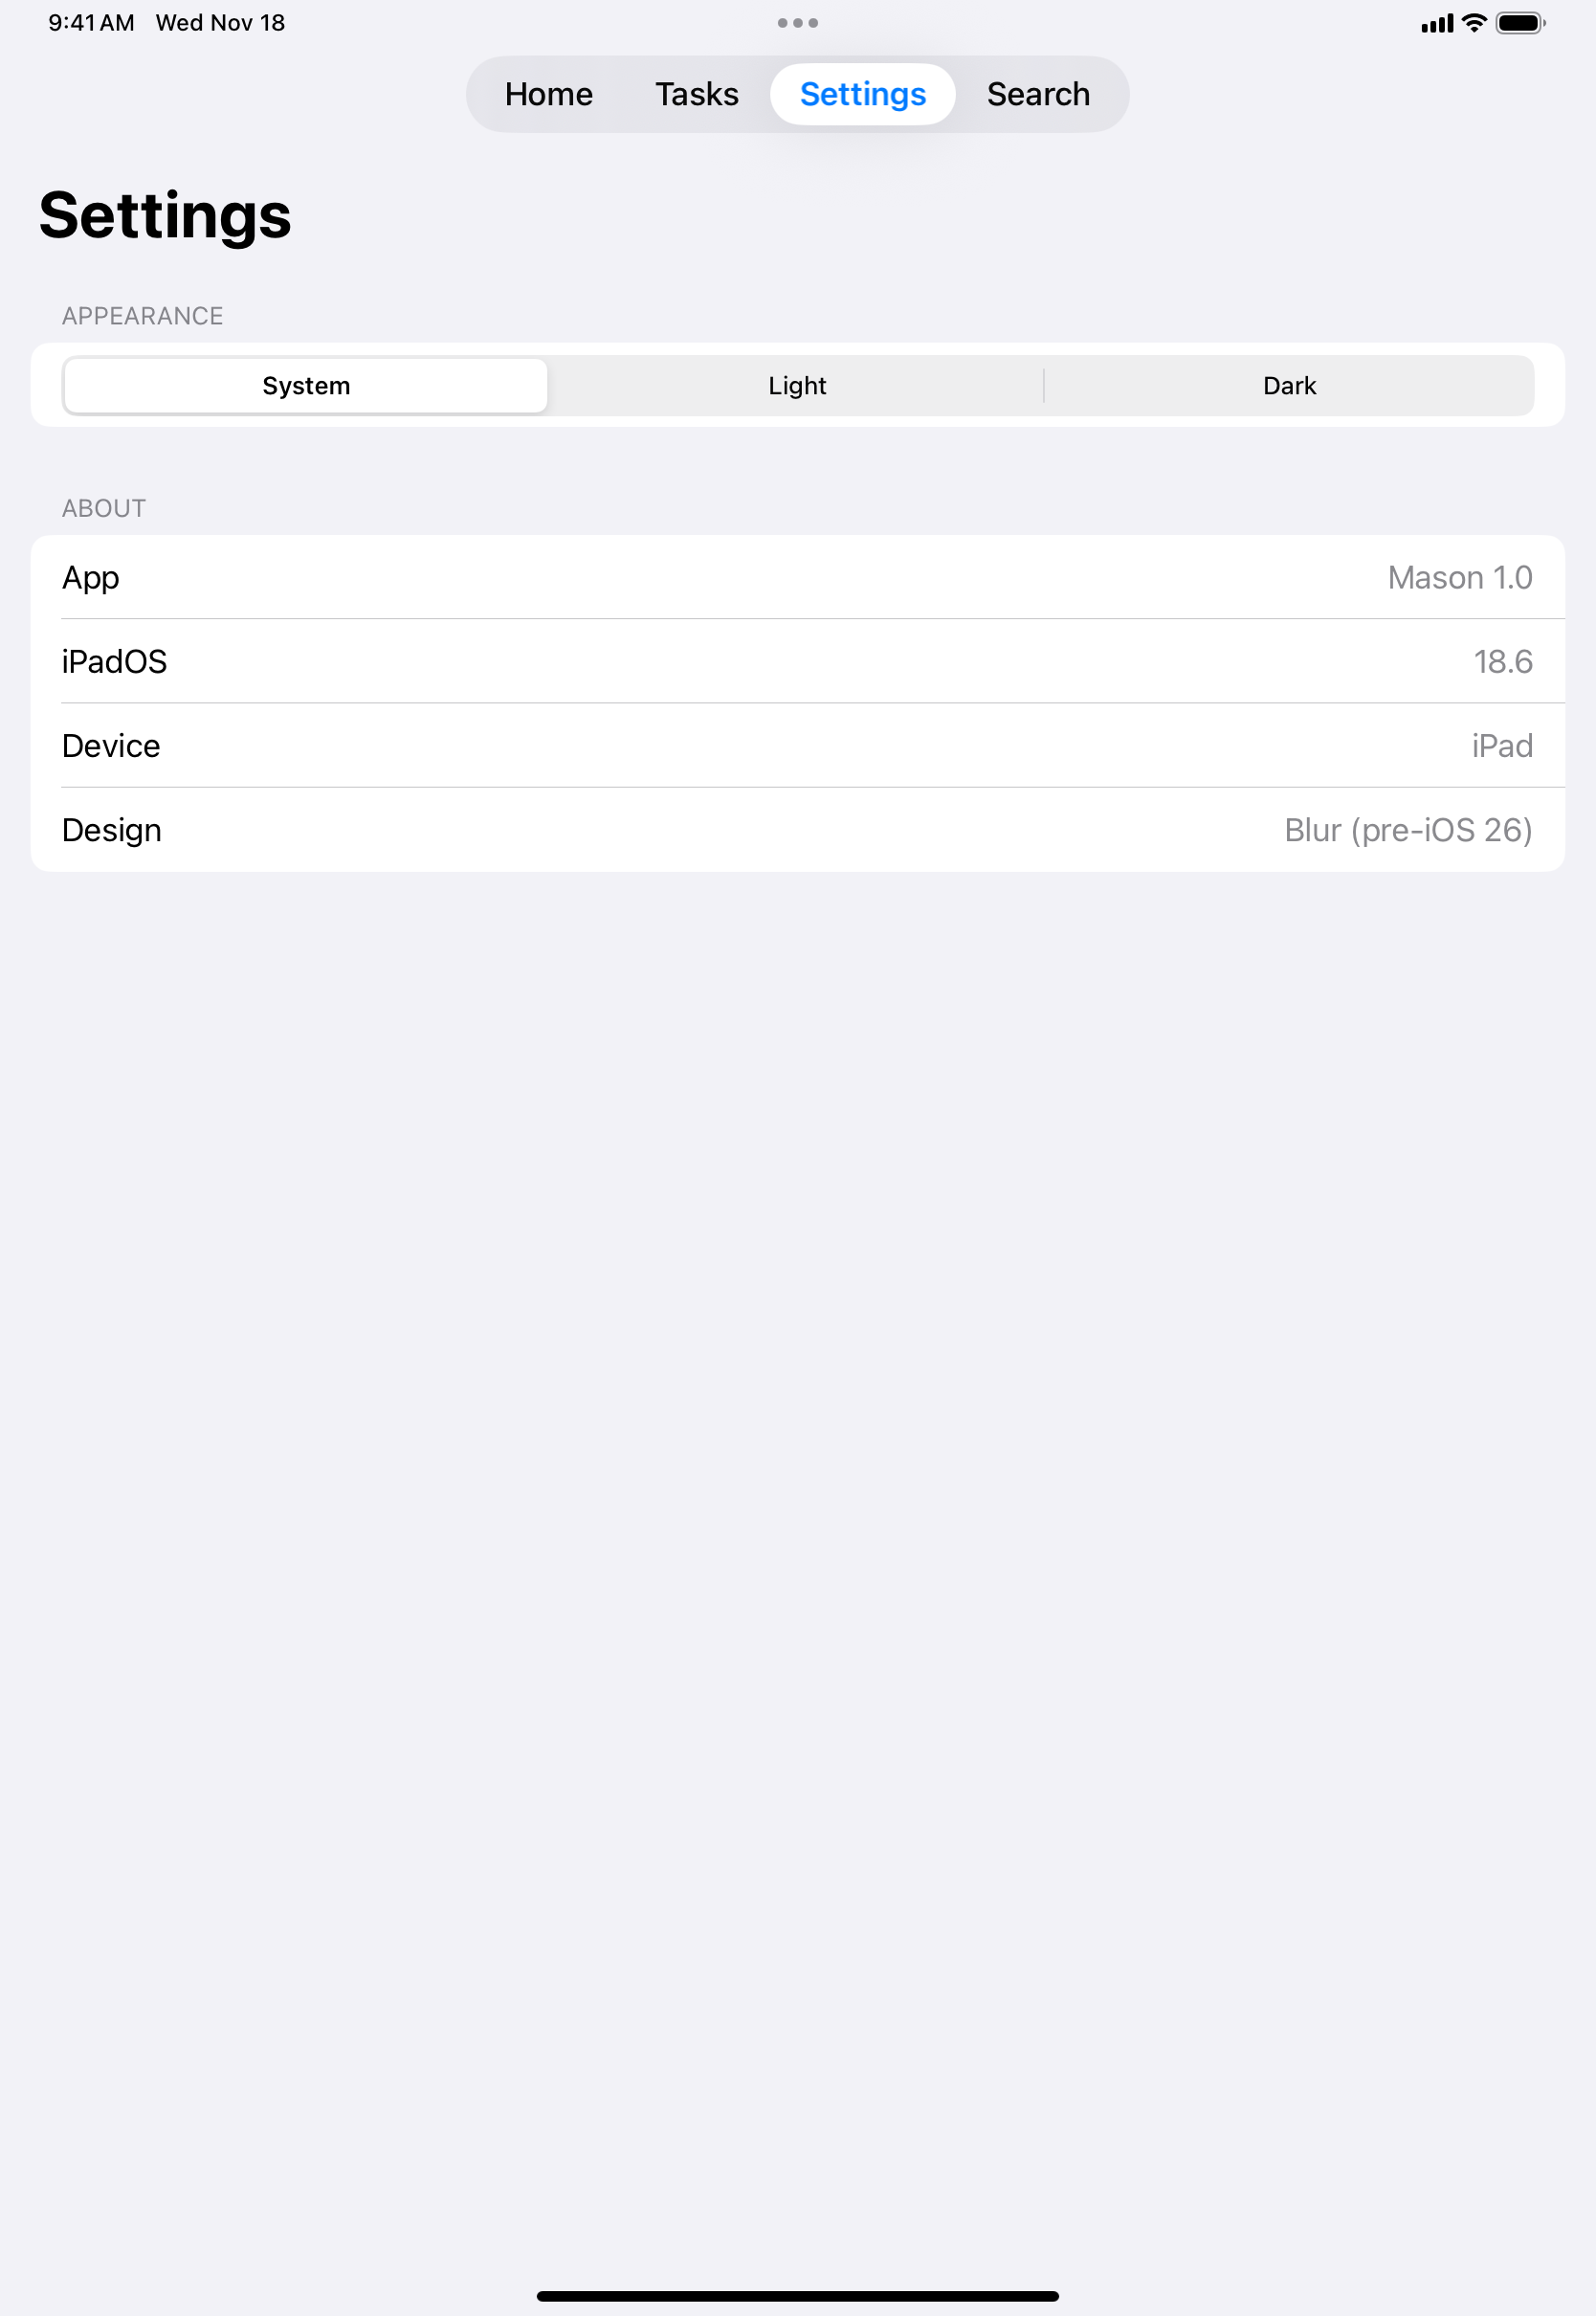 9:41 AM Wed Nov 18
Home Tasks Settings Search
Settings
APPEARANCE
System Light Dark
ABOUT
App Mason 1.0
iPadOS 18.6
Device iPad
Design Blur (pre-iOS 26)